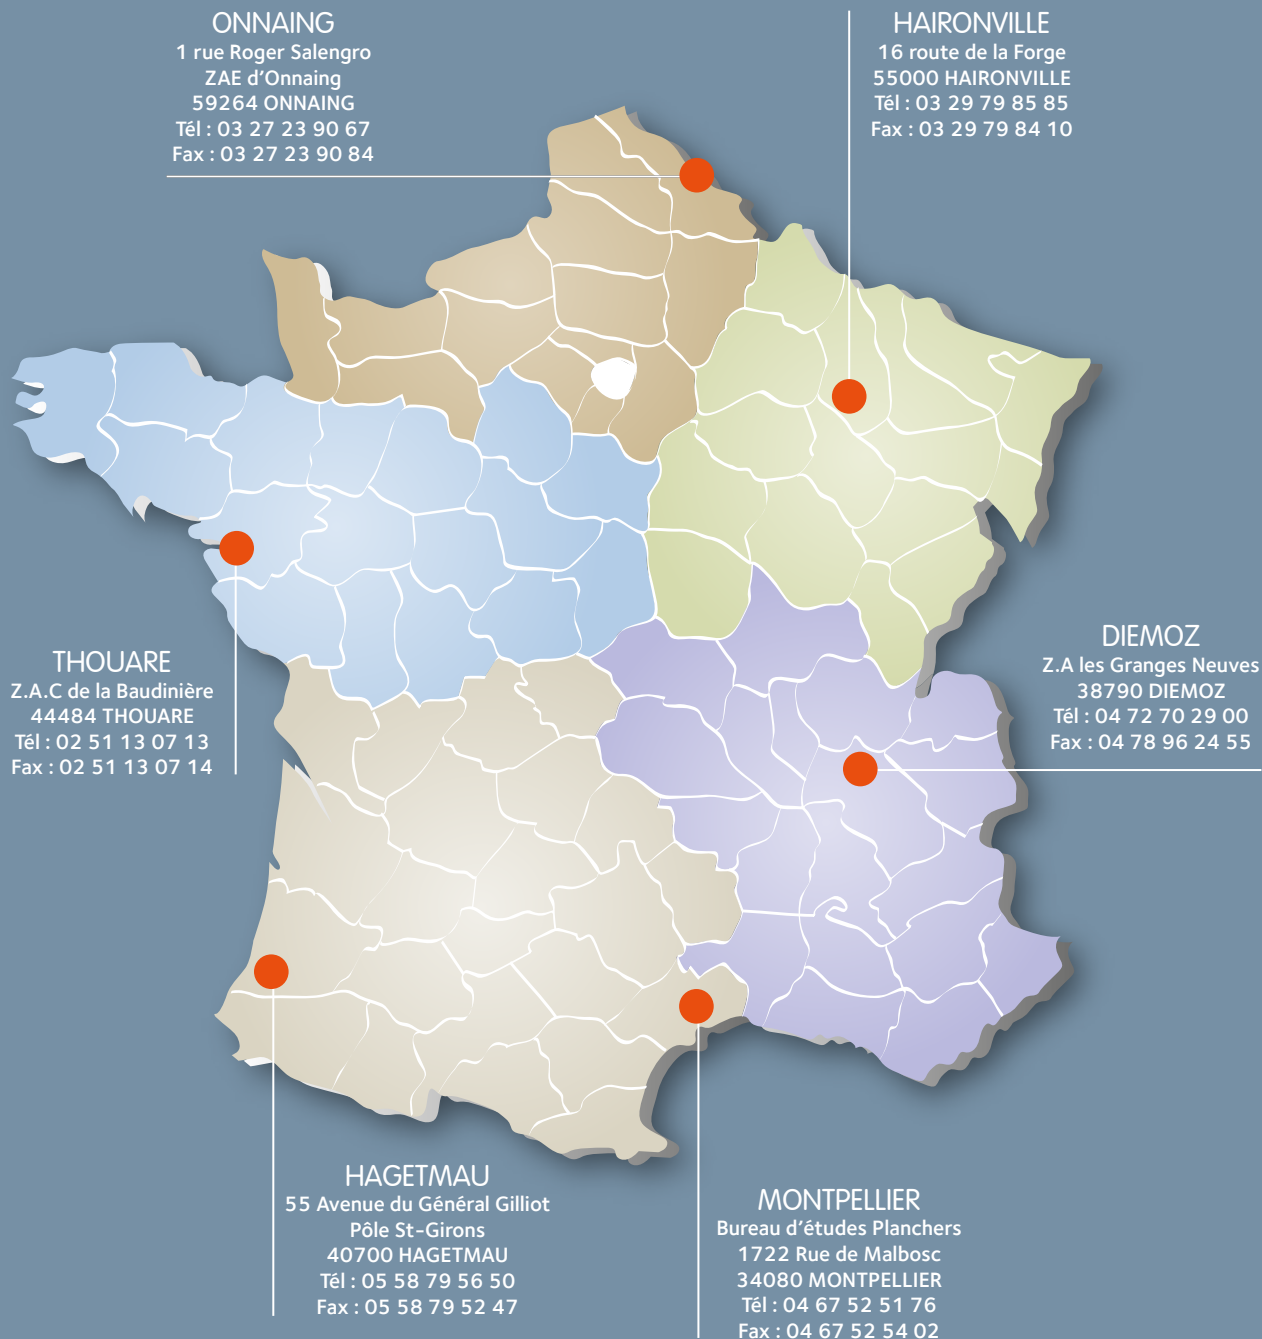 ONNAING
1 rue Roger Salengro
ZAE d'Onnaing
59264 ONNAING
Tél : 03 27 23 90 67
Fax : 03 27 23 90 84
HAIRONVILLE
16 route de la Forge
55000 HAIRONVILLE
Tél : 03 29 79 85 85
Fax : 03 29 79 84 10
THOUARE
Z.A.C de la Baudinière
44484 THOUARE
Tél : 02 51 13 07 13
Fax : 02 51 13 07 14
DIEMOZ
Z.A les Granges Neuves
38790 DIEMOZ
Tél : 04 72 70 29 00
Fax : 04 78 96 24 55
HAGETMAU
55 Avenue du Général Gilliot
Pôle St-Girons
40700 HAGETMAU
Tél : 05 58 79 56 50
Fax : 05 58 79 52 47
MONTPELLIER
Bureau d'études Planchers
1722 Rue de Malbosc
34080 MONTPELLIER
Tél : 04 67 52 51 76
Fax : 04 67 52 54 02